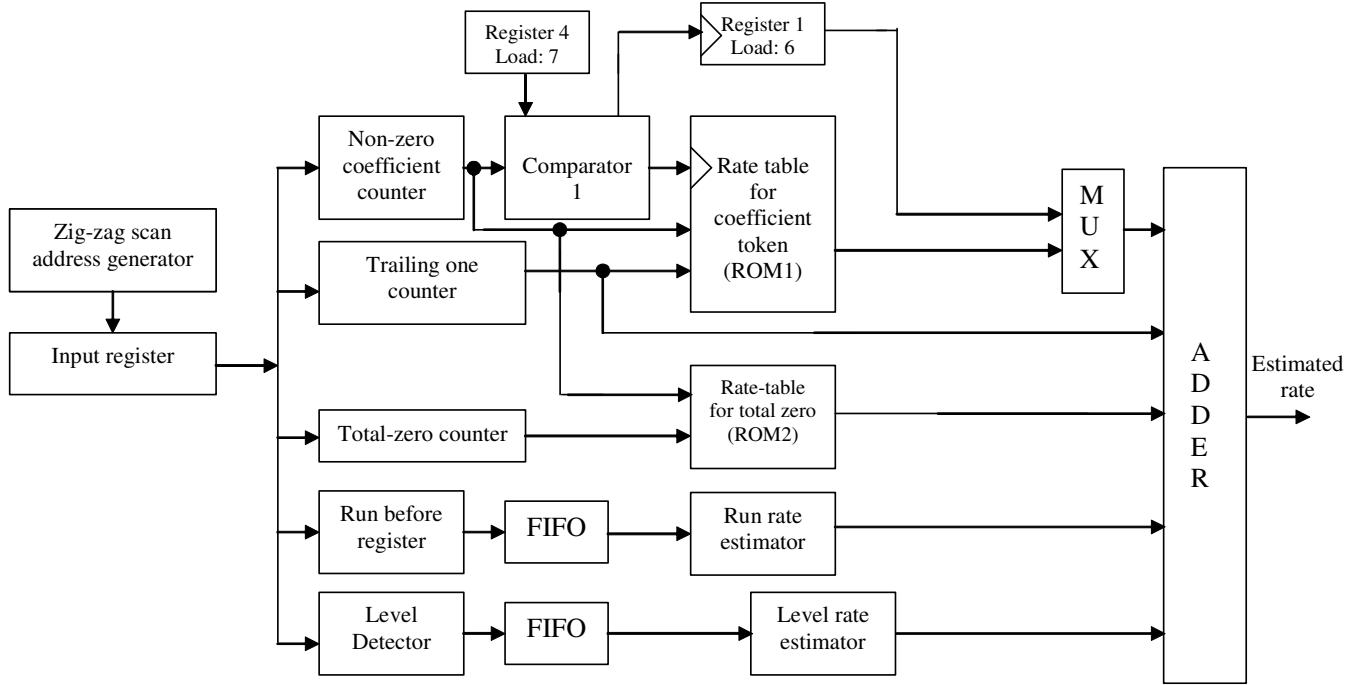 Register 4
Load: 7
Register 1
Load: 6
Non-zero
coefficient
counter
Comparator
1
Rate table
for
coefficient
token
(ROM1)
M
U
X
Zig-zag scan
address generator
Trailing one
counter
Input register
A
D
D
E
R
Estimated
rate
Rate-table
for total zero
(ROM2)
Total-zero counter
Run before
register
FIFO
Run rate
estimator
Level
Detector
FIFO
Level rate
estimator